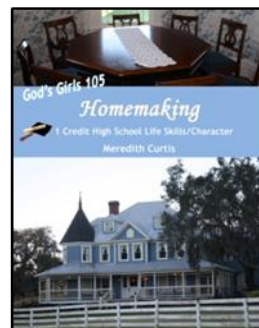 God's Girls 105
Homemaking
1 Credit High School Life Skills/Character
Meredith Curtis